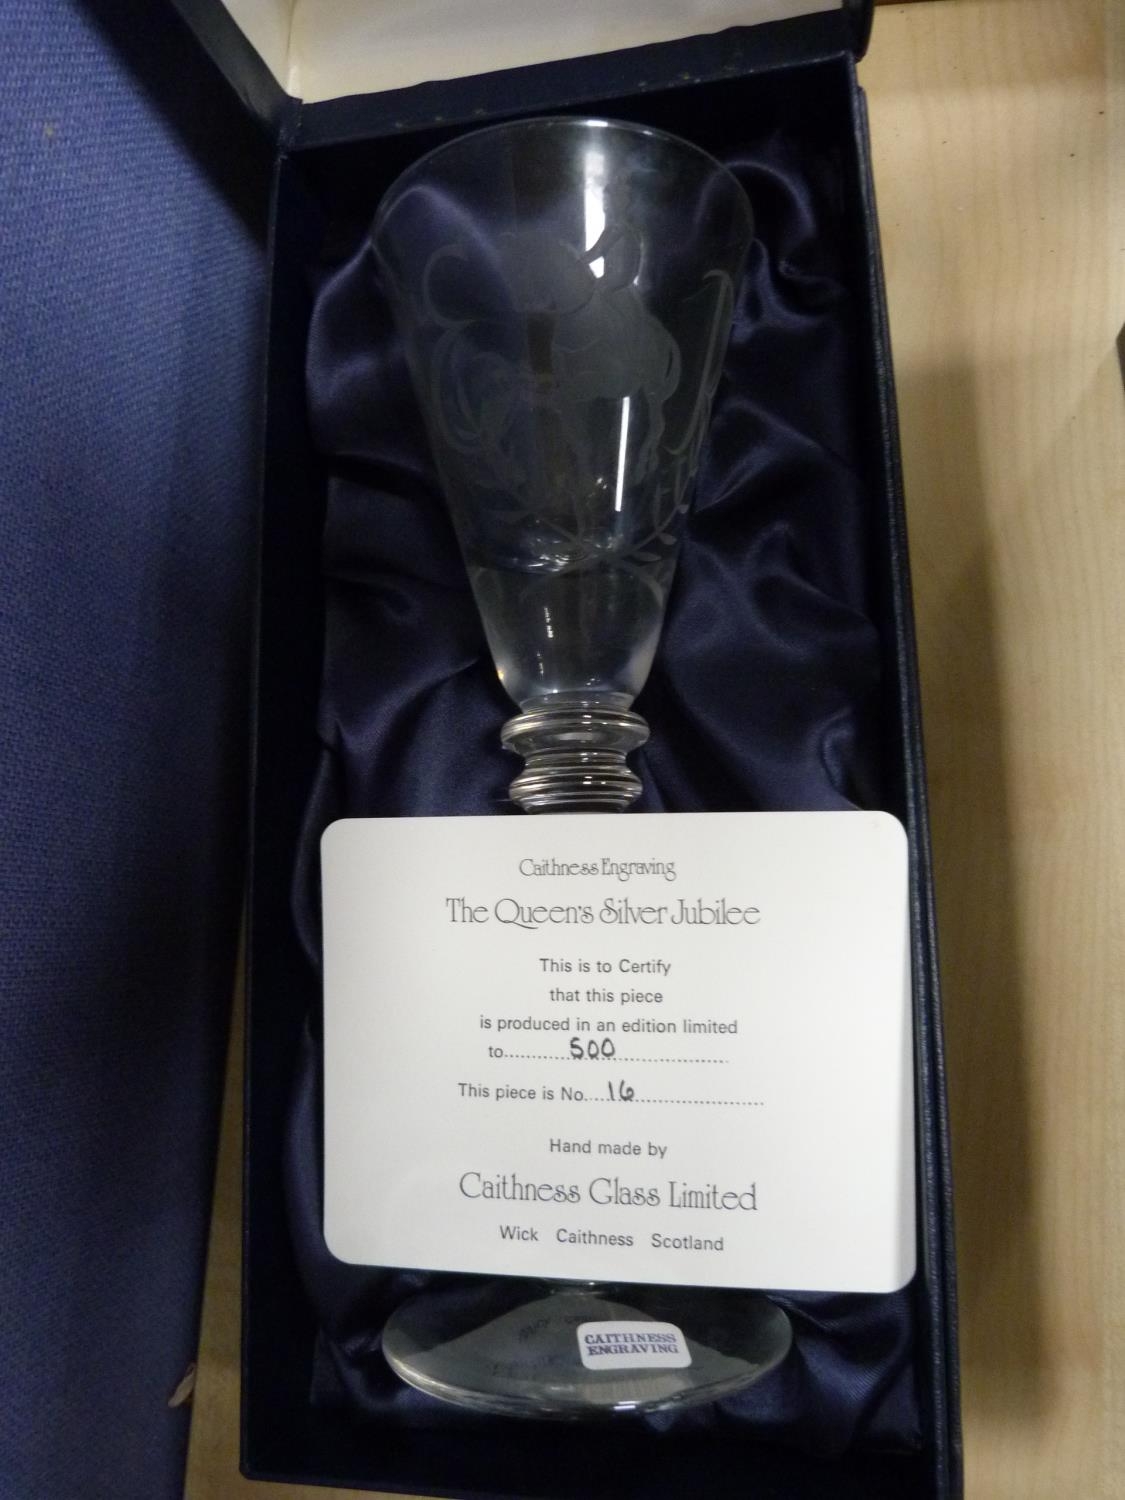 Caithness Engraving
The Queen's Silver Jubilee
This is to Certify
that this piece
is produced in an edition limited
to............500........................
This piece is No.....16........................
Hand made by
Caithness Glass Limited
Wick Caithness Scotland
CAITHNESS
ENGRAVING